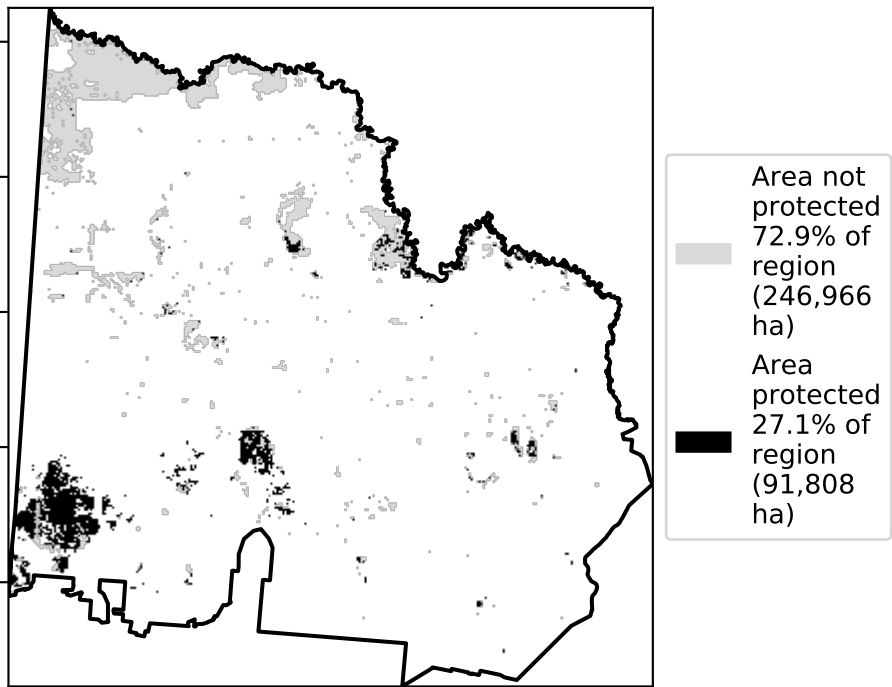 Area not
protected
72.9% of
region
(246,966
ha)
Area
protected
27.1% of
region
(91,808
ha)